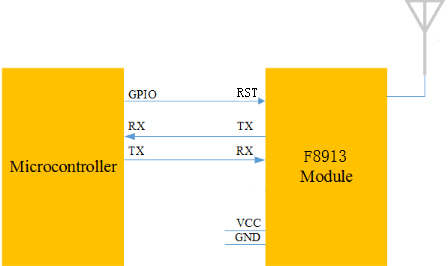 GPIO RST
RX TX
TX RX
Microcontroller
F8913
Module
VCC
GND